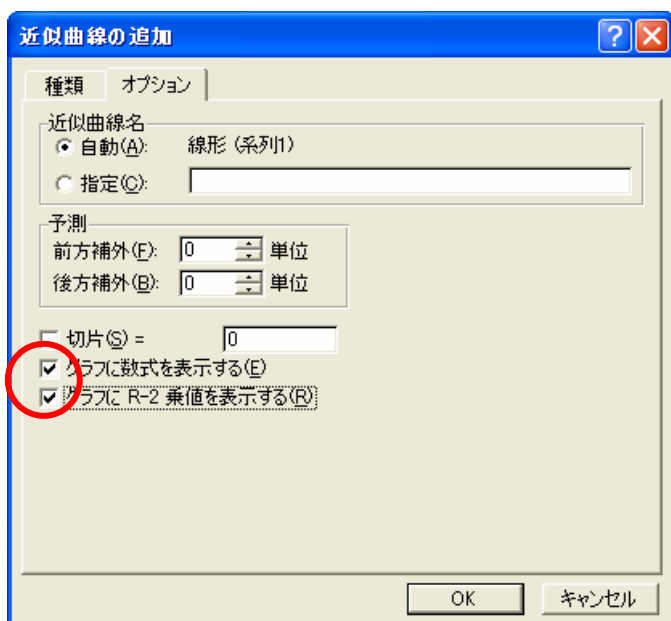 近似曲線の追加
種類 オプション
近似曲線名
自動(A): 線形 (系列1)
指定(C):
予測
前方補外(F): 0 単位
後方補外(B): 0 単位
切片(S) = 0
グラフに数式を表示する(E)
グラフに R-2 乗値を表示する(R)
OK キャンセル